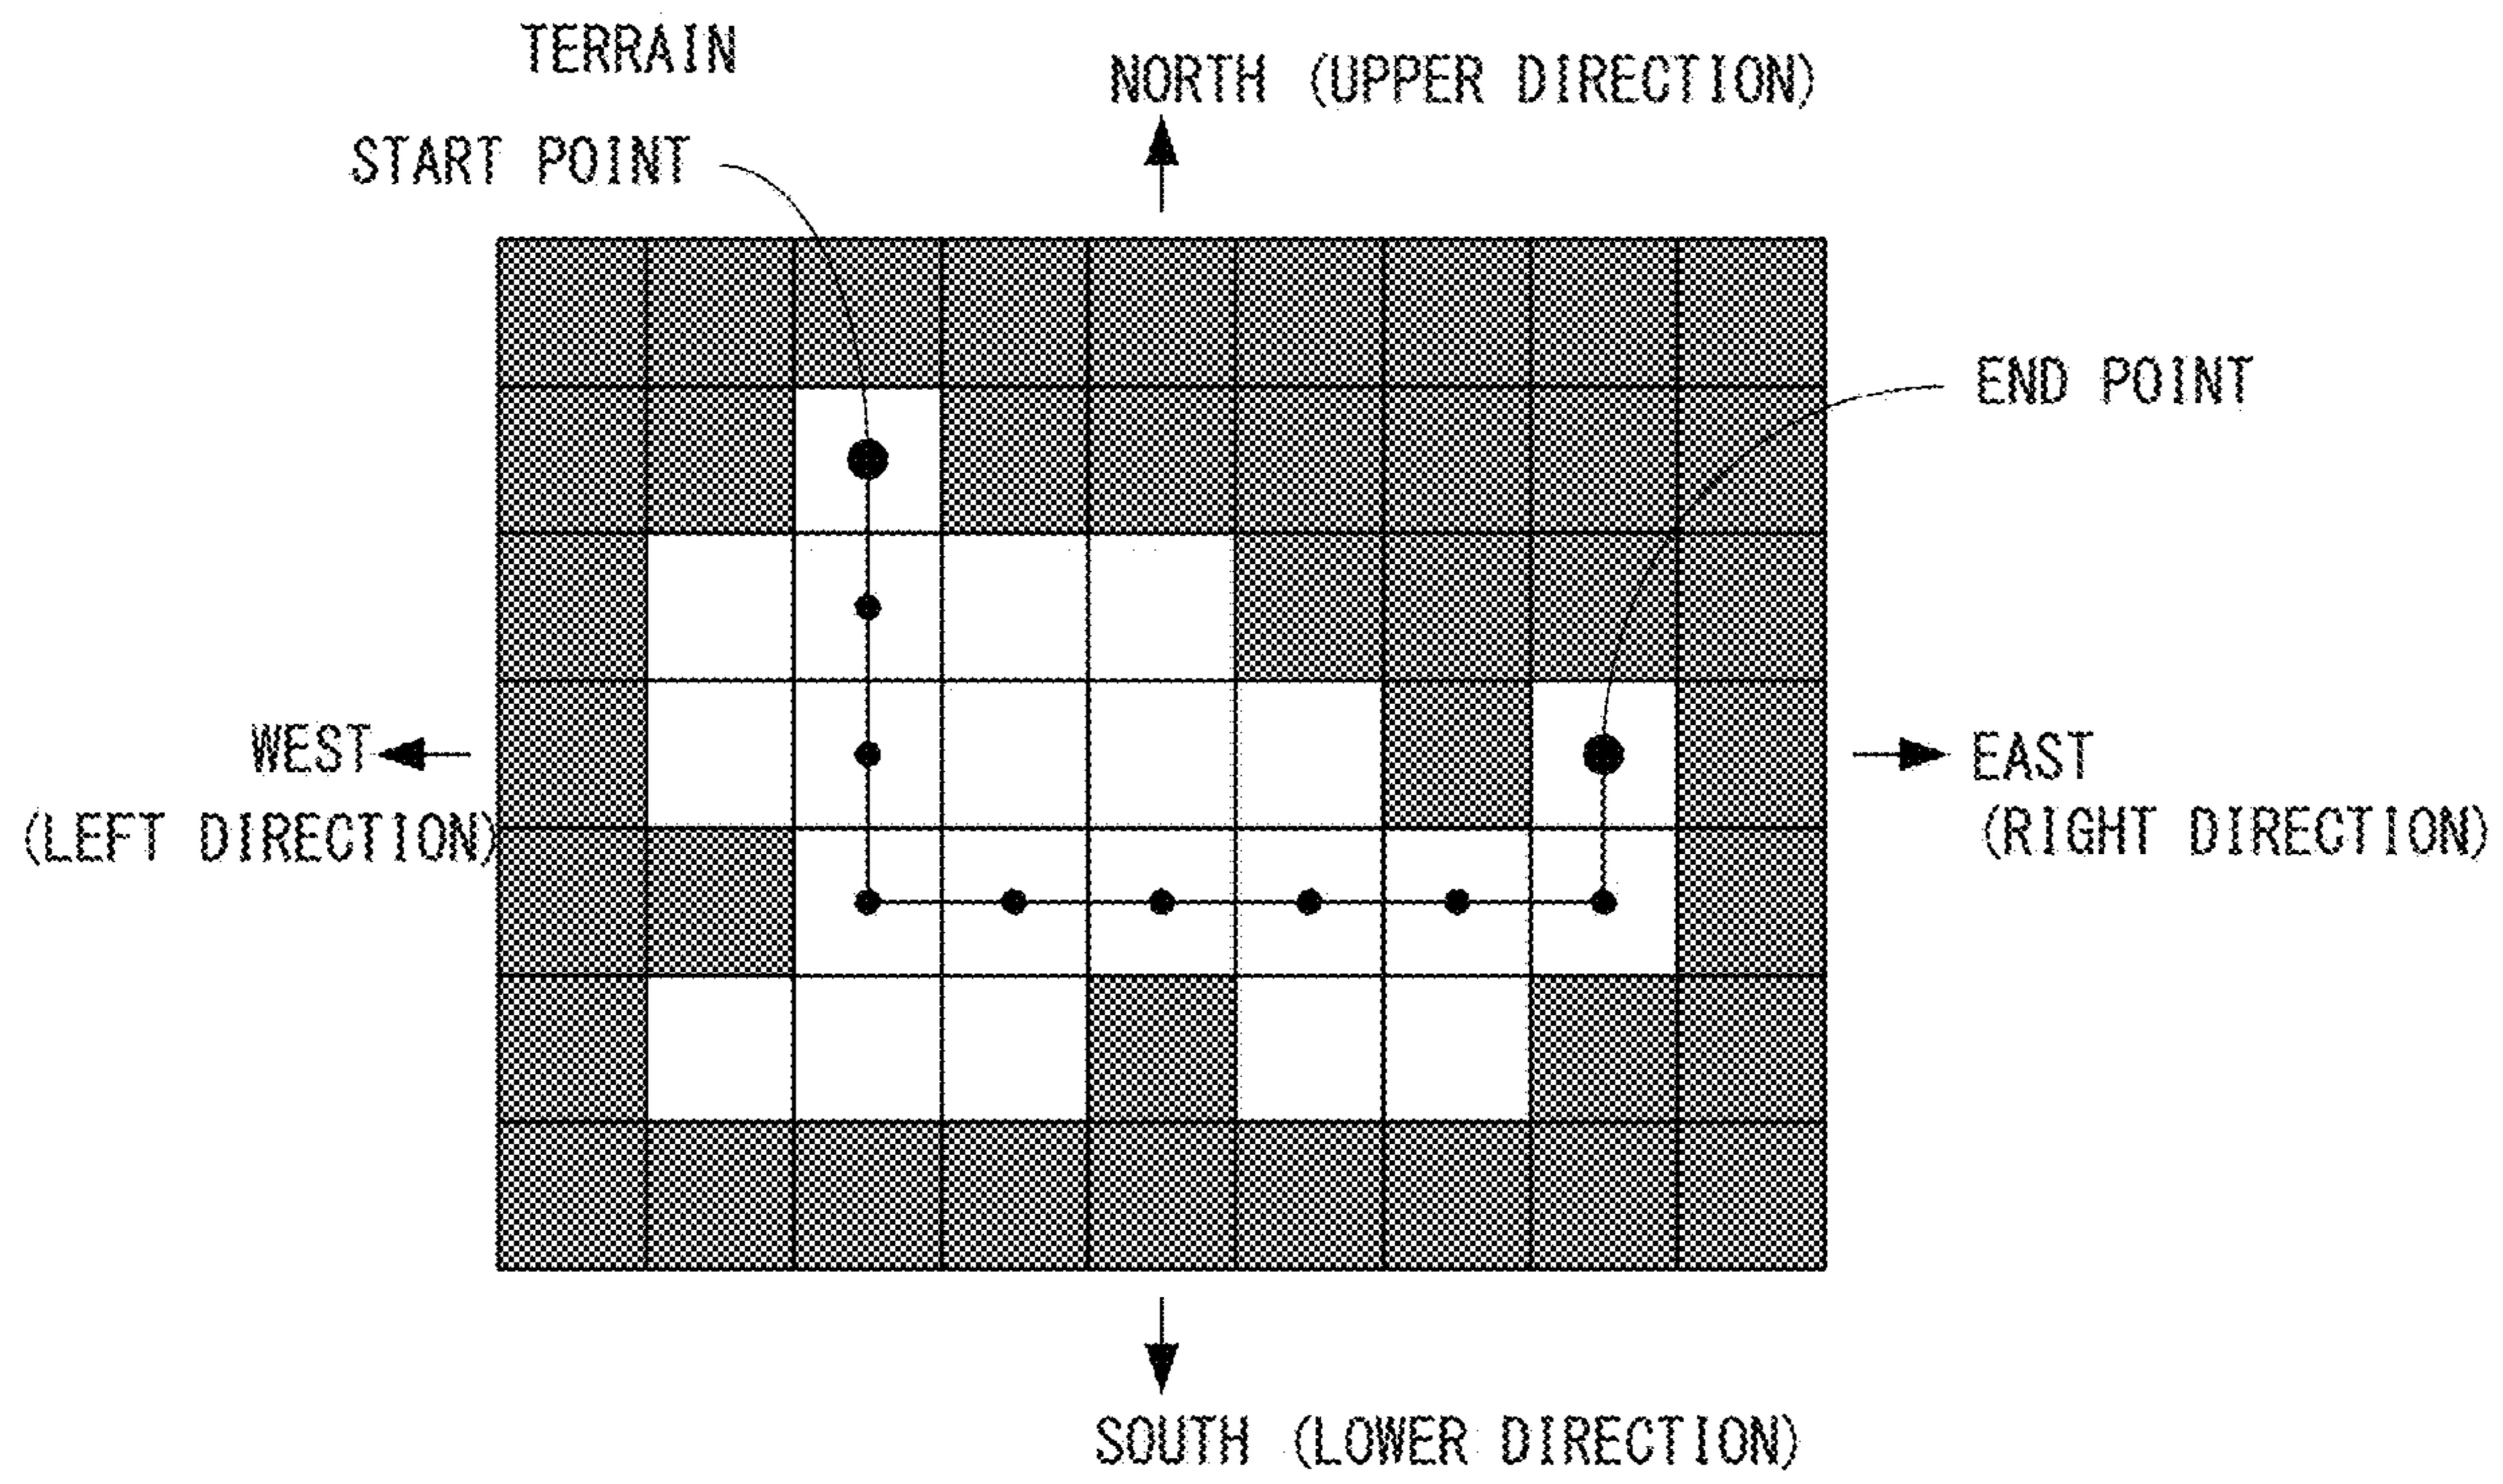 TERRAIN
START POINT
NORTH (UPPER DIRECTION)
END POINT
WEST
(LEFT DIRECTION)
EAST
(RIGHT DIRECTION)
SOUTH (LOWER DIRECTION)